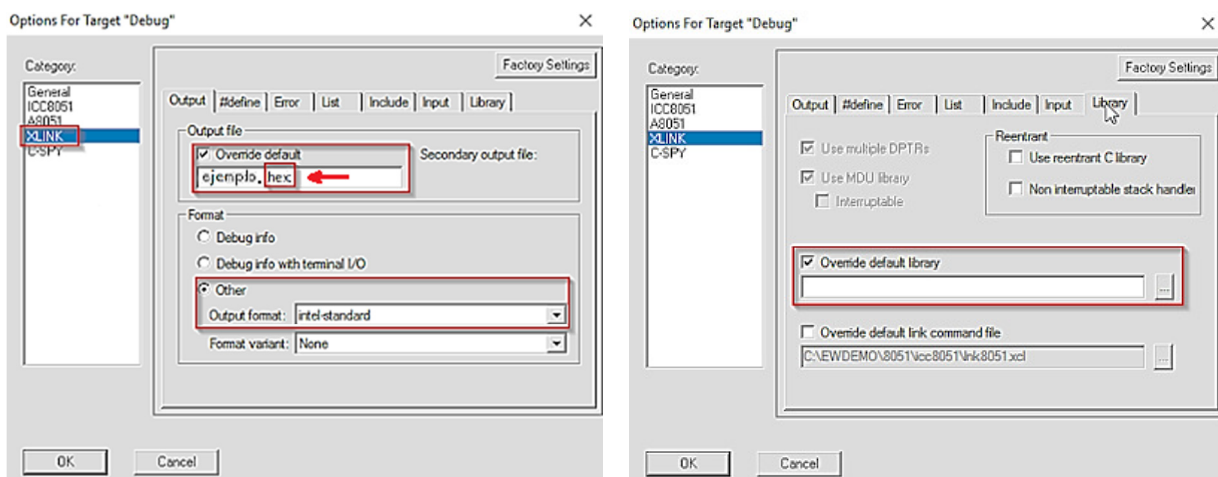 Options For Target "Debug"
Category:
General
ICC8051
A8051
XLINK
C-SPY
Factory Settings
Output #define Error List Include Input Library
Output file
Override default
Secondary output file:
ejemplo.hex
Format
Debug info
Debug info with terminal I/O
Other
Output format: intel-standard
Format variant: None
OK Cancel
Options For Target "Debug"
Category:
General
ICC8051
A8051
XLINK
C-SPY
Factory Settings
Output #define Error List Include Input Library
Use multiple DPTRs
Use MDU library
Interruptable
Reentrant
Use reentrant C library
Non interruptable stack handler
Override default library
...
Override default link command file
C:\EWDEMO\8051\icc8051\lnk8051.xcl
...
OK Cancel